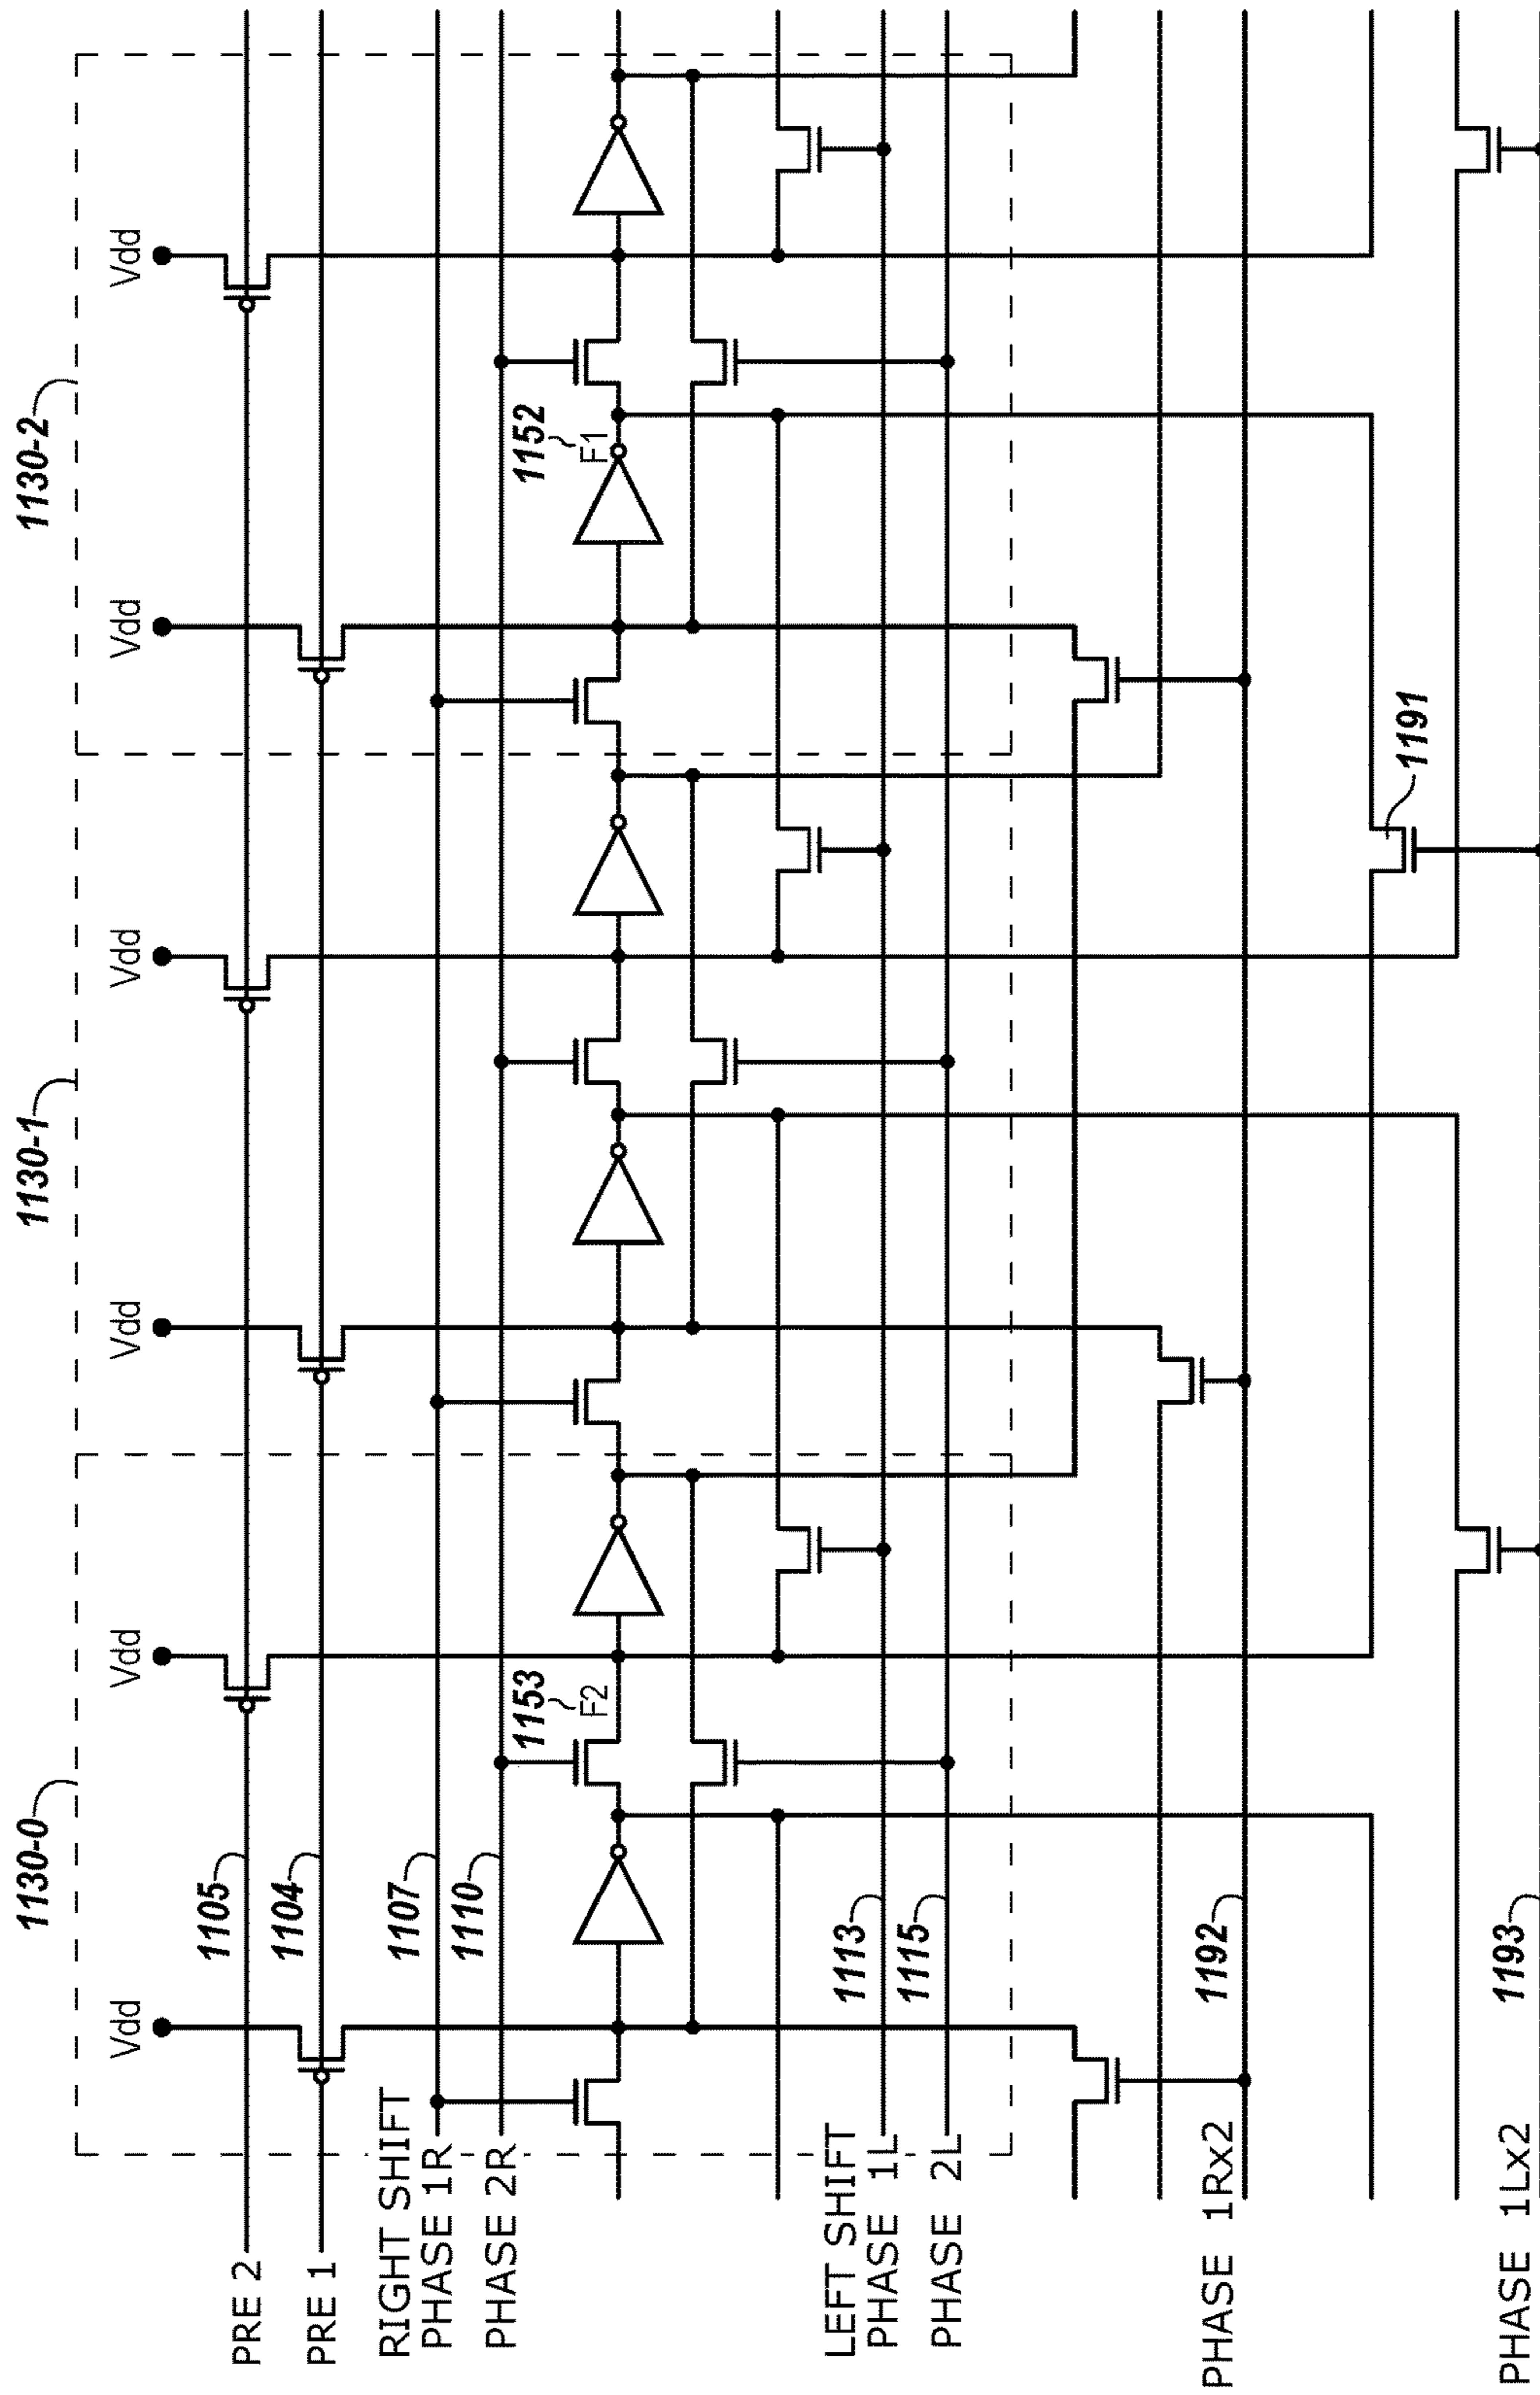 1130-0
1130-1
1130-2
Vdd
Vdd
Vdd
Vdd
Vdd
Vdd
PRE 2
1105
PRE 1
1104
RIGHT SHIFT
PHASE 1R
1107
PHASE 2R
1110
1153
F2
1152
F1
LEFT SHIFT
PHASE 1L
1113
PHASE 2L
1115
PHASE 1Rx2
1192
1191
PHASE 1Lx2
1193